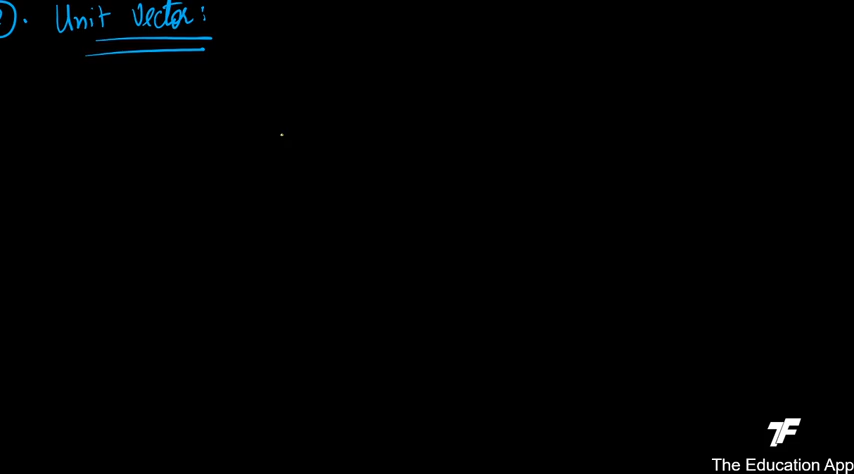 . Unit vector:
The Education App